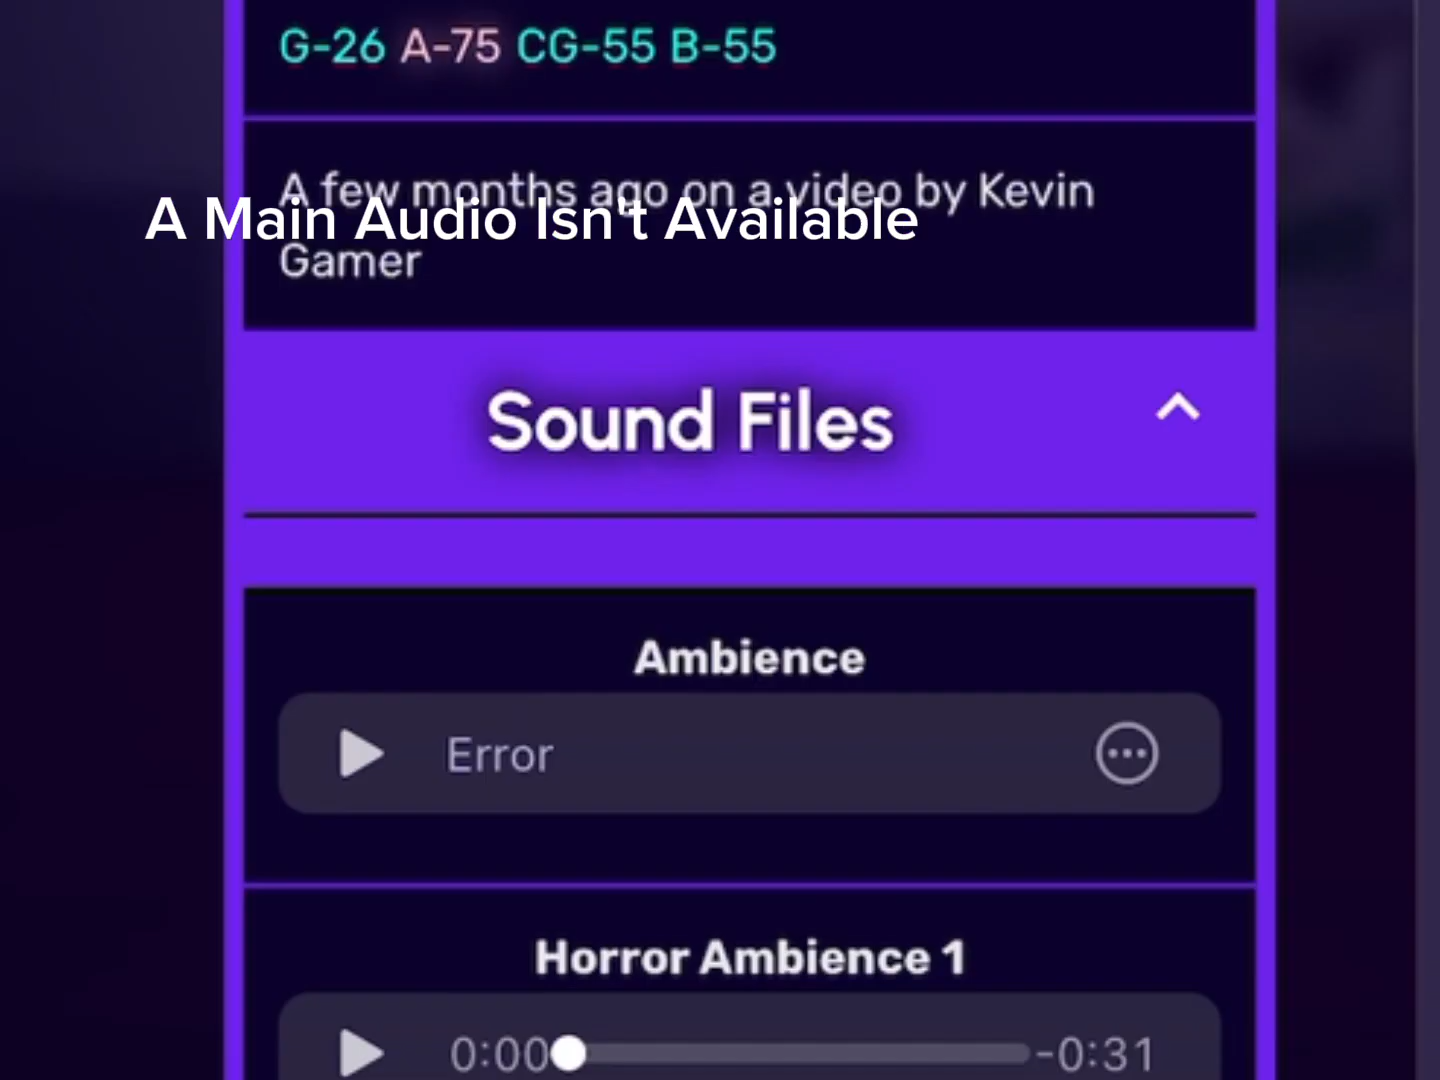 G-26 A-75 CG-55 B-55
A few months ago on a video by Kevin
A Main Audio Isn't Available
Gamer
Sound Files
Ambience
Error
Horror Ambience 1
0:00 -0:31